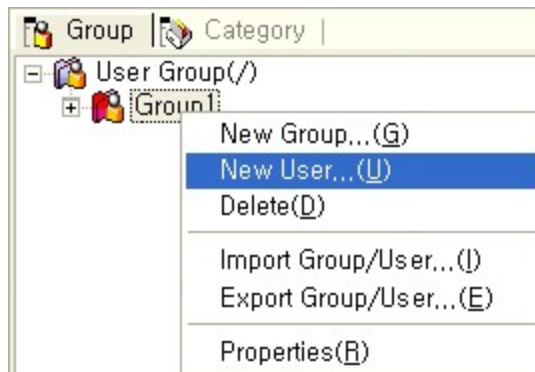 Group | Category |
User Group(/)
Group1
New Group...(G)
New User...(U)
Delete(D)
Import Group/User...(I)
Export Group/User...(E)
Properties(R)